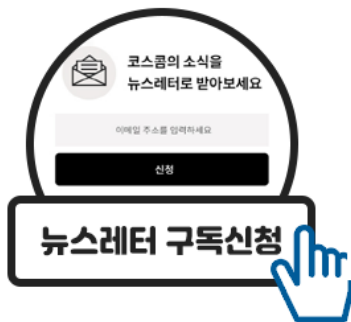 코스콤의 소식을
뉴스레터로 받아보세요
이메일 주소를 입력하세요
신청
뉴스레터 구독신청